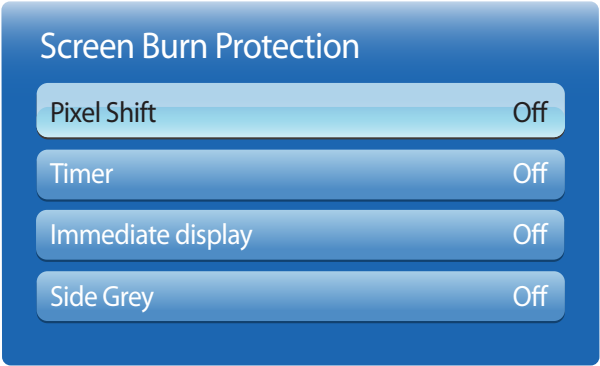 Screen Burn Protection
Pixel Shift Off
Timer Off
Immediate display Off
Side Grey Off